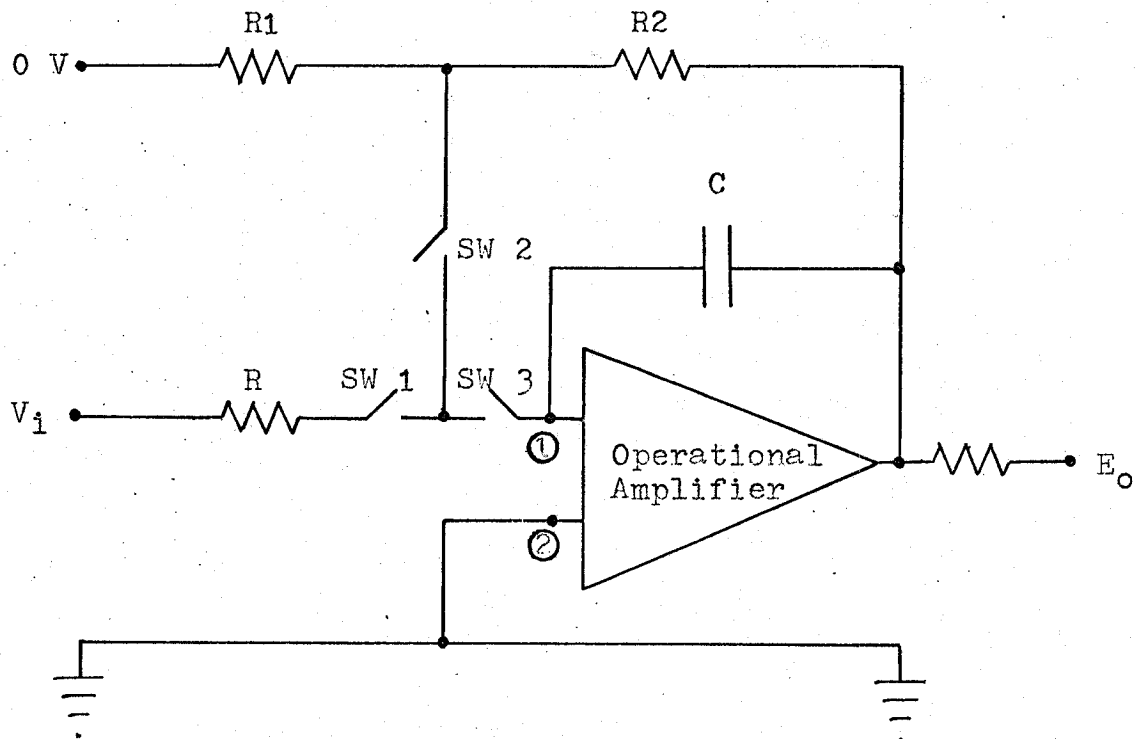 R1
R2
0 V
C
SW 2
R
SW 1
SW 3
Vi
1
Operational
Amplifier
Eo
2